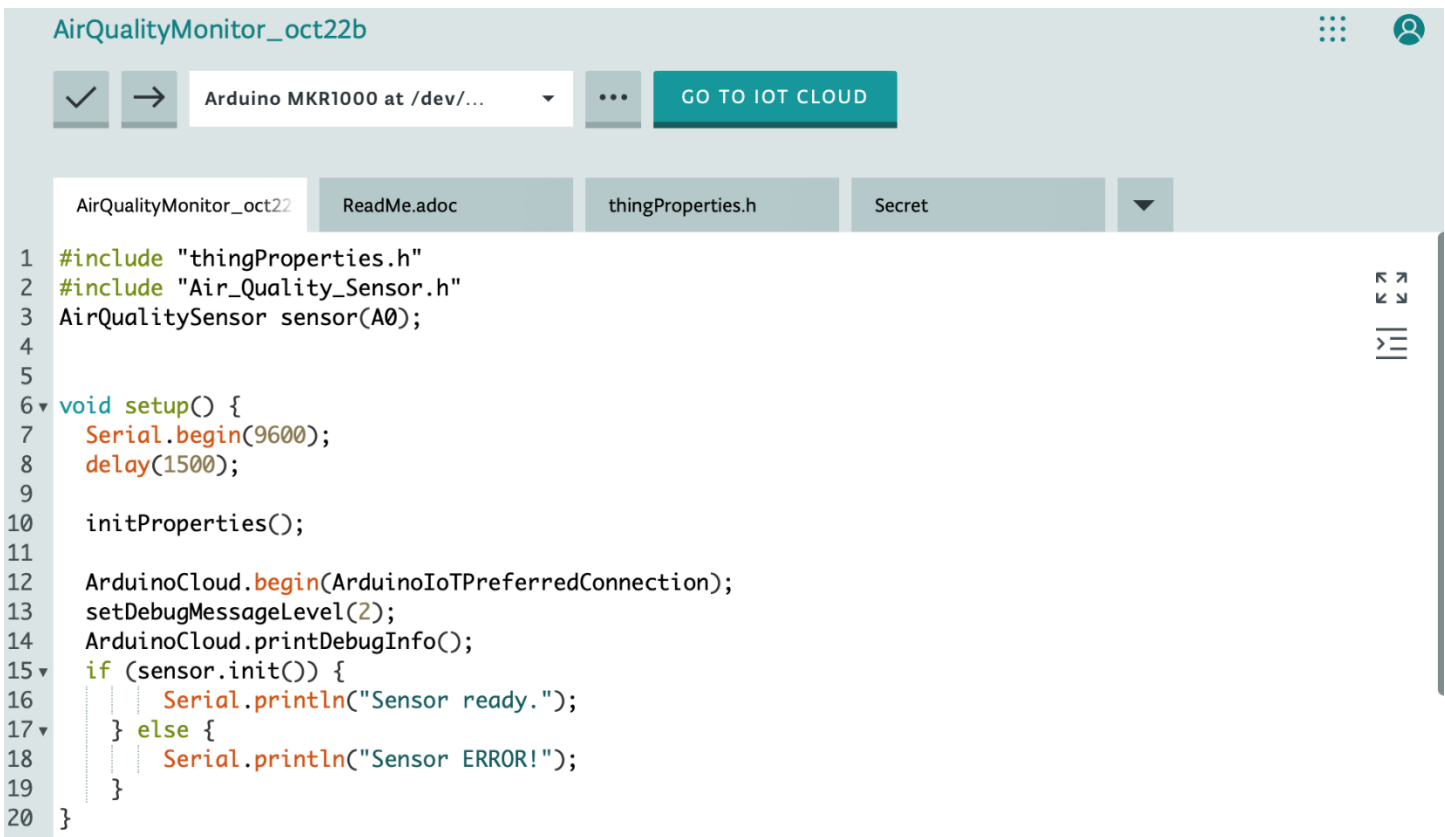 AirQualityMonitor_oct22b
Arduino MKR1000 at /dev/...
GO TO IOT CLOUD
AirQualityMonitor_oct22 ReadMe.adoc thingProperties.h Secret
1 #include "thingProperties.h"
2 #include "Air_Quality_Sensor.h"
3 AirQualitySensor sensor(A0);
4
5
6 void setup() {
7 Serial.begin(9600);
8 delay(1500);
9
10 initProperties();
11
12 ArduinoCloud.begin(ArduinoIoTPreferredConnection);
13 setDebugMessageLevel(2);
14 ArduinoCloud.printDebugInfo();
15 if (sensor.init()) {
16 Serial.println("Sensor ready.");
17 } else {
18 Serial.println("Sensor ERROR!");
19 }
20 }